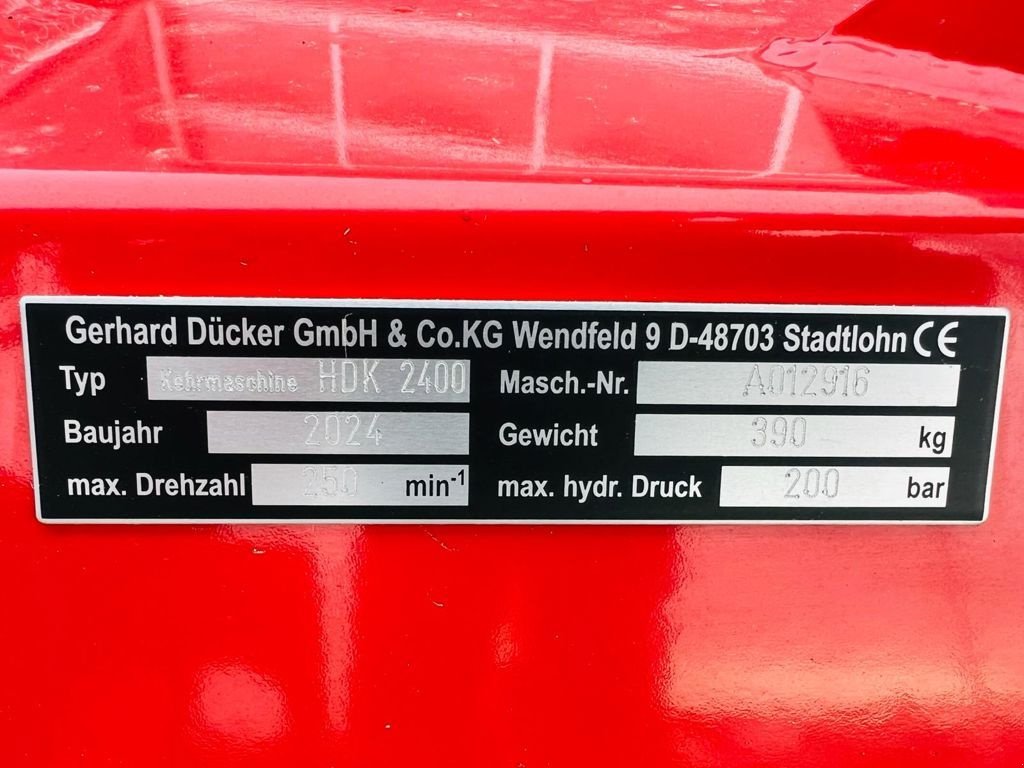 Gerhard Dücker GmbH & Co.KG Wendfeld 9 D-48703 Stadtlohn CE
Typ Kehrmaschine HDK 2400 Masch.-Nr. A012916
Baujahr 2024 Gewicht 390 kg
max. Drehzahl 250 min⁻¹ max. hydr. Druck 200 bar